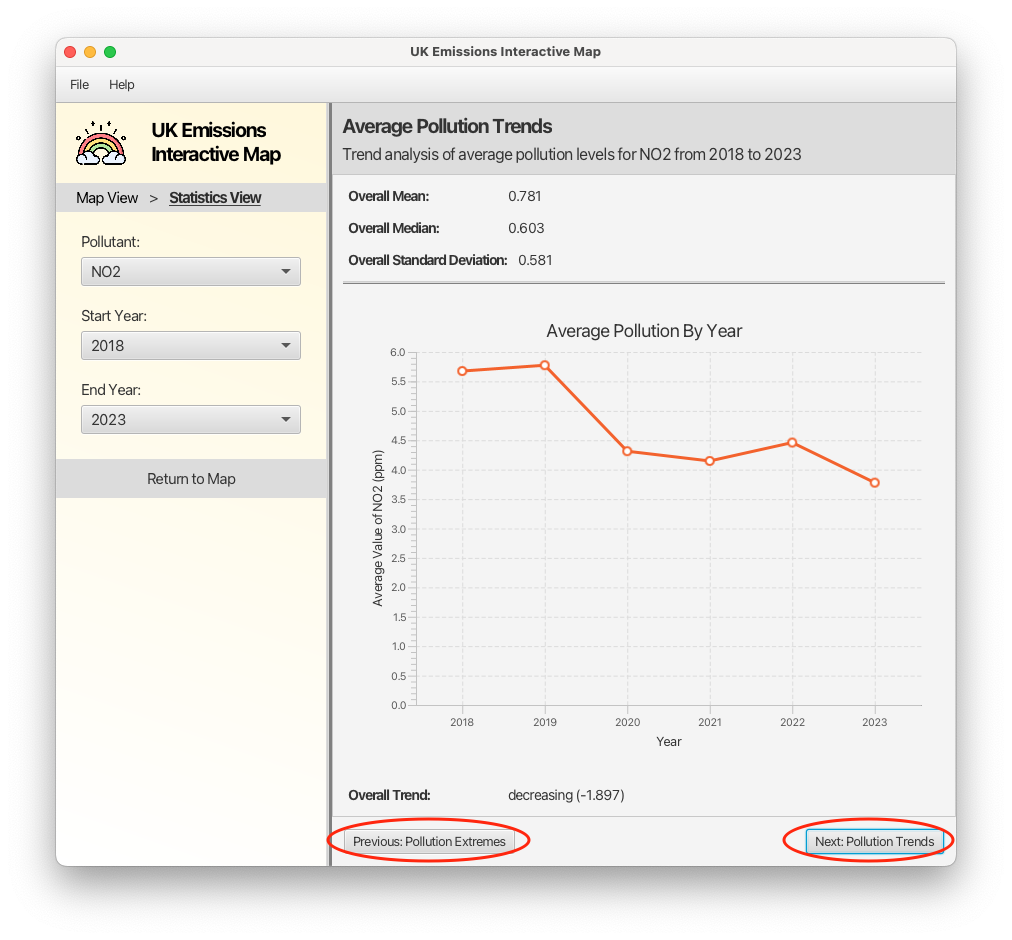 UK Emissions Interactive Map
File Help
UK Emissions
Interactive Map
Map View > Statistics View
Pollutant:
NO2
Start Year:
2018
End Year:
2023
Return to Map
Average Pollution Trends
Trend analysis of average pollution levels for NO2 from 2018 to 2023
Overall Mean: 0.781
Overall Median: 0.603
Overall Standard Deviation: 0.581
Average Pollution By Year
Average Value of NO2 (ppm)
6.0
5.5
5.0
4.5
4.0
3.5
3.0
2.5
2.0
1.5
1.0
0.5
0.0
2018 2019 2020 2021 2022 2023
Year
Overall Trend: decreasing (-1.897)
Previous: Pollution Extremes Next: Pollution Trends